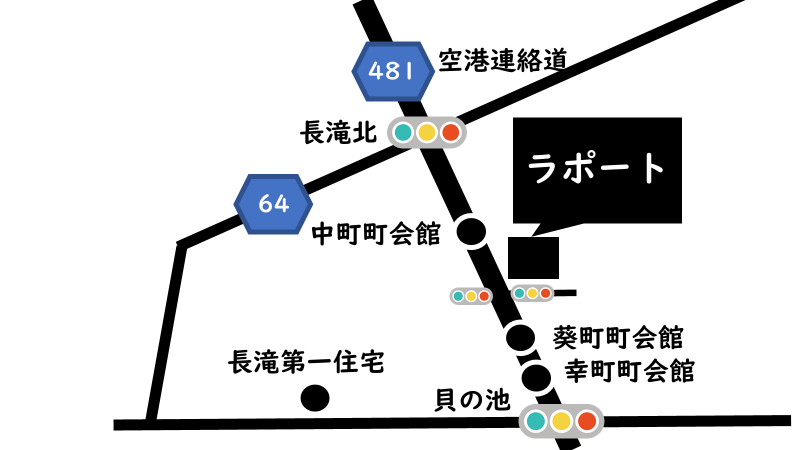 481
空港連絡道
長滝北
ラポート
64
中町町会館
葵町町会館
長滝第一住宅
幸町町会館
貝の池